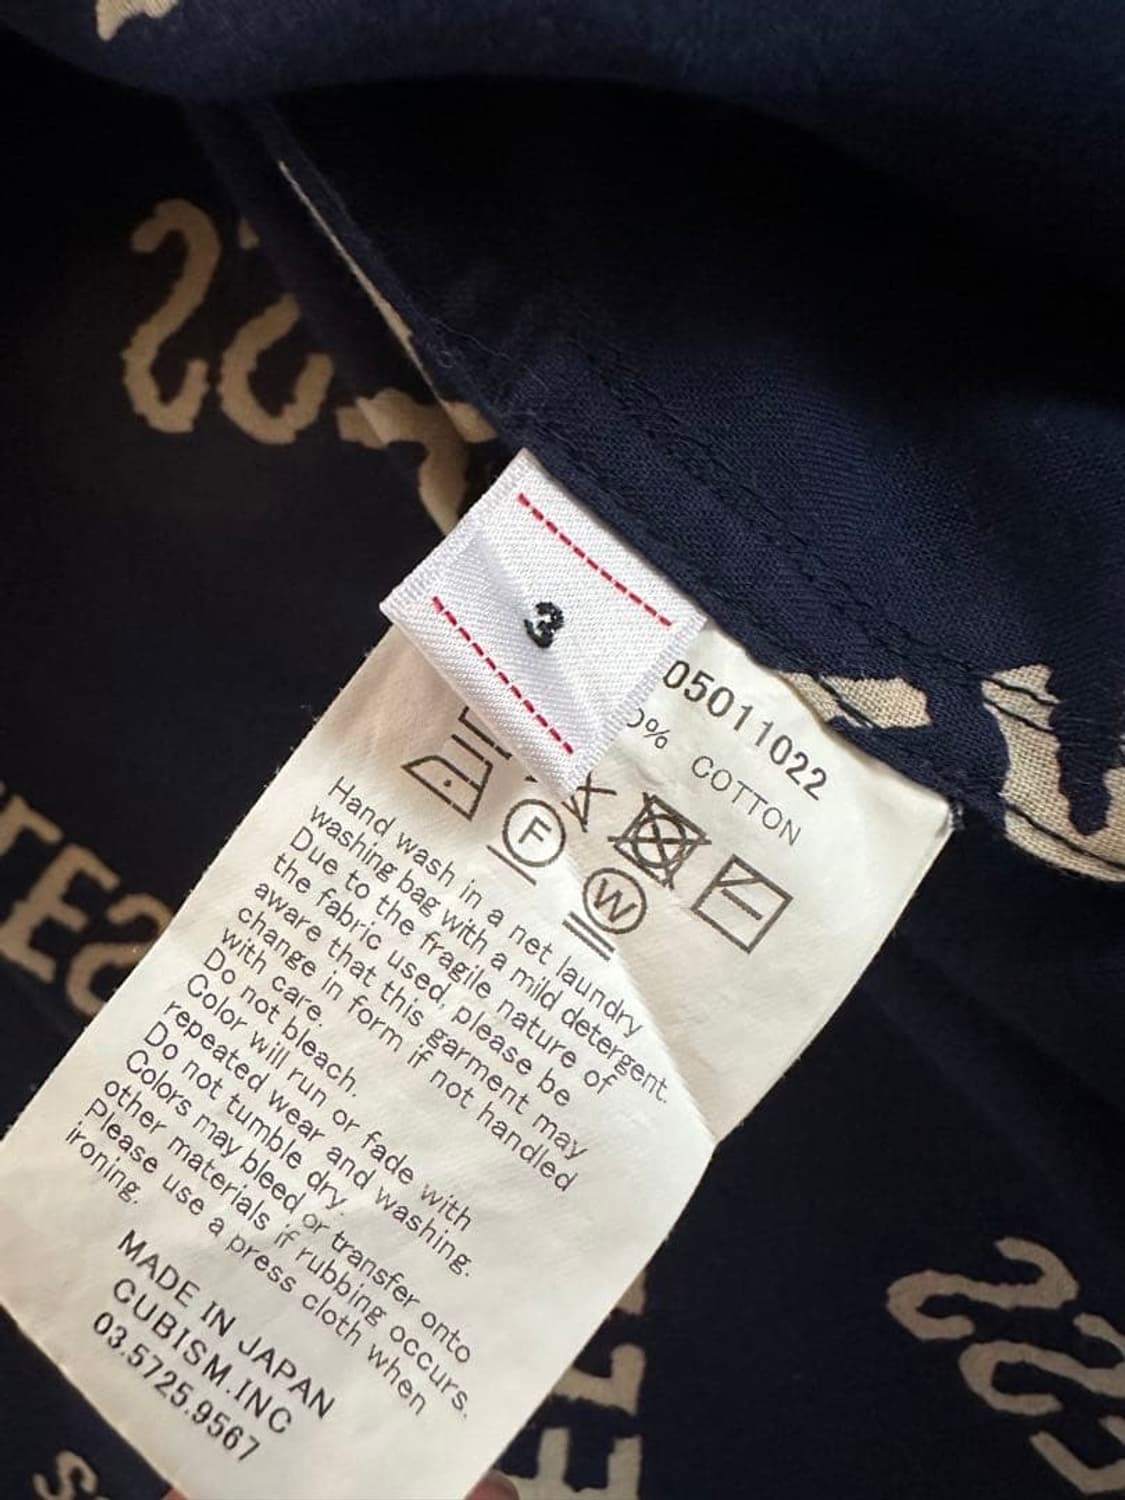 3
05011022
0% COTTON
F
W
Hand wash in a net laundry
washing bag with a mild detergent.
Due to the fragile nature of
the fabric used, please be
aware that this garment may
change in form if not handled
with care.
Do not bleach.
Color will run or fade with
repeated wear and washing.
Do not tumble dry.
Colors may bleed or transfer onto
other materials if rubbing occurs.
Please use a press cloth when
ironing.
MADE IN JAPAN
CUBISM.INC
03.5725.9567